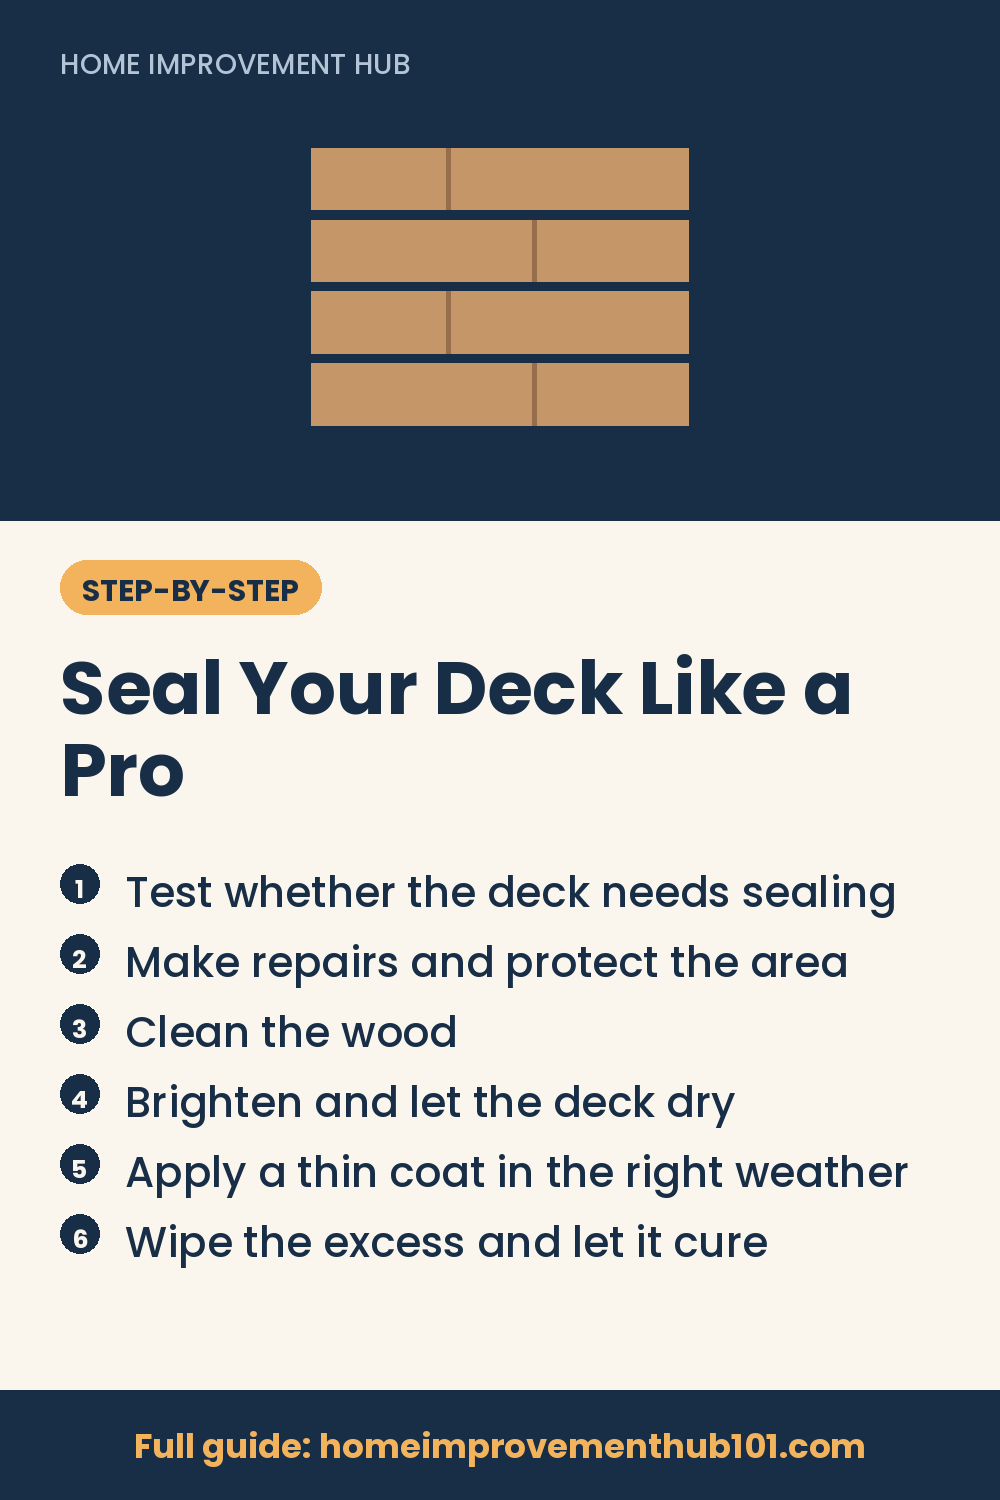 HOME IMPROVEMENT HUB
STEP-BY-STEP
Seal Your Deck Like a
Pro
1 Test whether the deck needs sealing
2 Make repairs and protect the area
3 Clean the wood
4 Brighten and let the deck dry
5 Apply a thin coat in the right weather
6 Wipe the excess and let it cure
Full guide: homeimprovementhub101.com